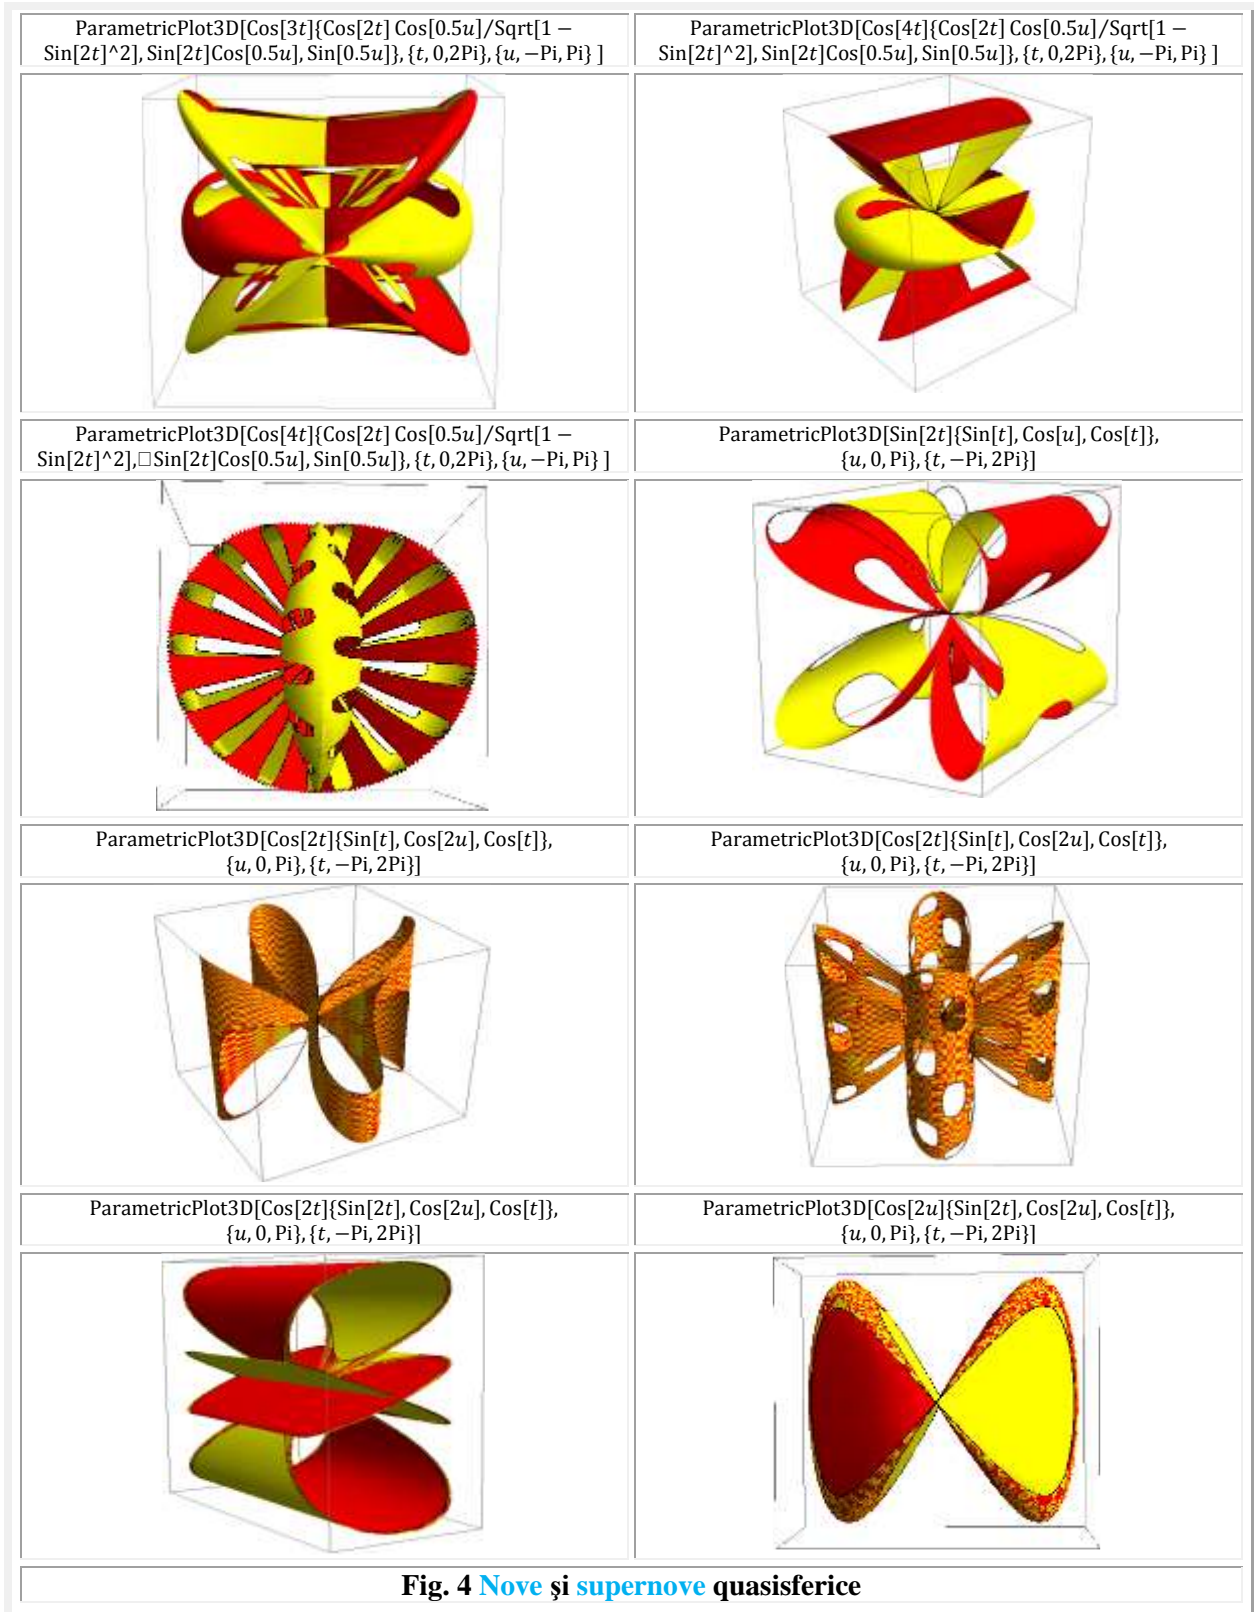 ParametricPlot3D[Cos[3t]{Cos[2t] Cos[0.5u]/Sqrt[1 −
Sin[2t]^2], Sin[2t]Cos[0.5u], Sin[0.5u]}, {t, 0,2Pi}, {u, −Pi, Pi} ]
ParametricPlot3D[Cos[4t]{Cos[2t] Cos[0.5u]/Sqrt[1 −
Sin[2t]^2], Sin[2t]Cos[0.5u], Sin[0.5u]}, {t, 0,2Pi}, {u, −Pi, Pi} ]
ParametricPlot3D[Cos[4t]{Cos[2t] Cos[0.5u]/Sqrt[1 −
Sin[2t]^2],□Sin[2t]Cos[0.5u], Sin[0.5u]}, {t, 0,2Pi}, {u, −Pi, Pi} ]
ParametricPlot3D[Sin[2t]{Sin[t], Cos[u], Cos[t]},
{u, 0, Pi}, {t, −Pi, 2Pi}]
ParametricPlot3D[Cos[2t]{Sin[t], Cos[2u], Cos[t]},
{u, 0, Pi}, {t, −Pi, 2Pi}]
ParametricPlot3D[Cos[2t]{Sin[t], Cos[2u], Cos[t]},
{u, 0, Pi}, {t, −Pi, 2Pi}]
ParametricPlot3D[Cos[2t]{Sin[2t], Cos[2u], Cos[t]},
{u, 0, Pi}, {t, −Pi, 2Pi}]
ParametricPlot3D[Cos[2u]{Sin[2t], Cos[2u], Cos[t]},
{u, 0, Pi}, {t, −Pi, 2Pi}]
Fig. 4 Nove şi supernove quasisferice